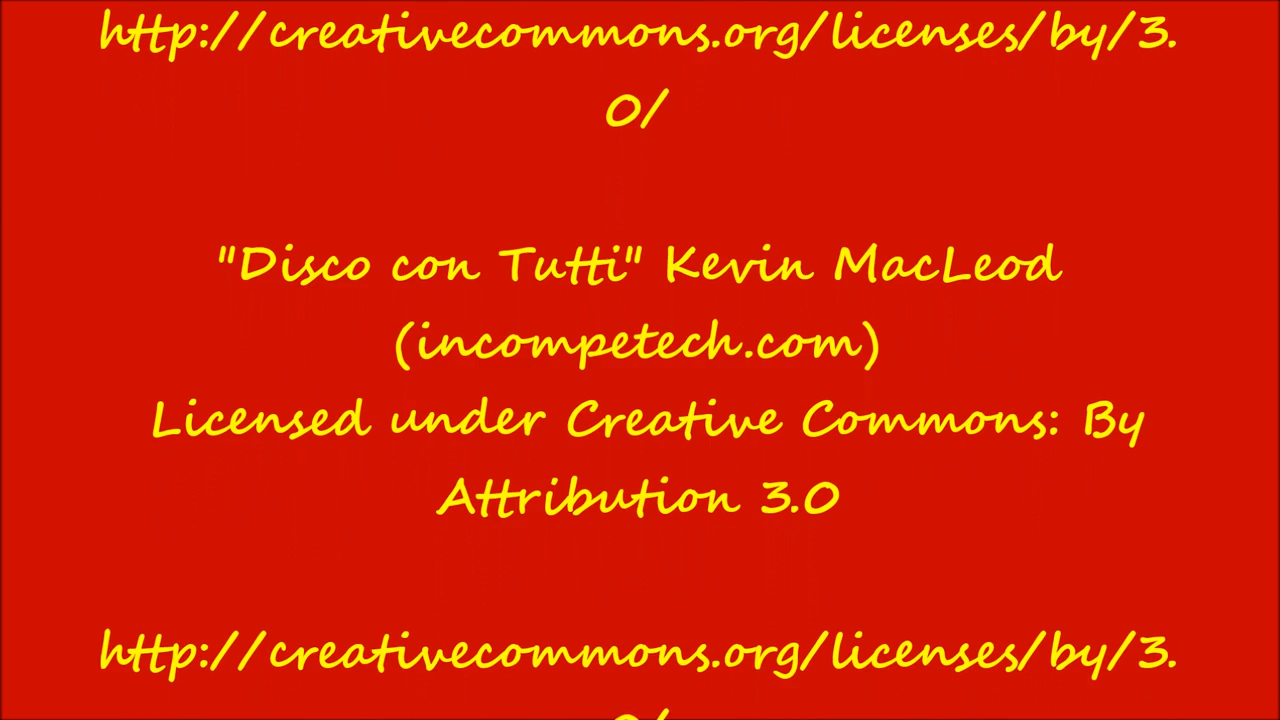 http://creativecommons.org/licenses/by/3.
0/
"Disco con Tutti" Kevin MacLeod
(incompetech.com)
Licensed under Creative Commons: By
Attribution 3.0
http://creativecommons.org/licenses/by/3.